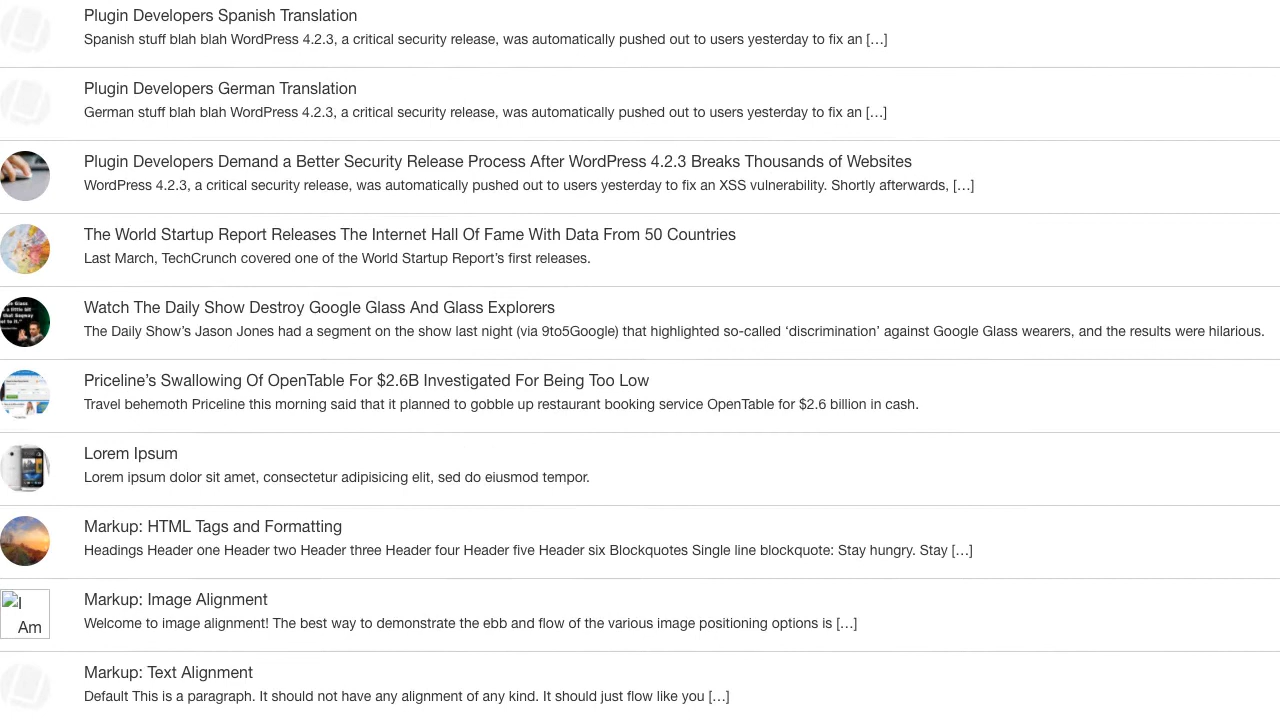 Plugin Developers Spanish Translation
Spanish stuff blah blah WordPress 4.2.3, a critical security release, was automatically pushed out to users yesterday to fix an […]
Plugin Developers German Translation
German stuff blah blah WordPress 4.2.3, a critical security release, was automatically pushed out to users yesterday to fix an […]
Plugin Developers Demand a Better Security Release Process After WordPress 4.2.3 Breaks Thousands of Websites
WordPress 4.2.3, a critical security release, was automatically pushed out to users yesterday to fix an XSS vulnerability. Shortly afterwards, […]
The World Startup Report Releases The Internet Hall Of Fame With Data From 50 Countries
Last March, TechCrunch covered one of the World Startup Report’s first releases.
Watch The Daily Show Destroy Google Glass And Glass Explorers
The Daily Show’s Jason Jones had a segment on the show last night (via 9to5Google) that highlighted so-called ‘discrimination’ against Google Glass wearers, and the results were hilarious.
Priceline’s Swallowing Of OpenTable For $2.6B Investigated For Being Too Low
Travel behemoth Priceline this morning said that it planned to gobble up restaurant booking service OpenTable for $2.6 billion in cash.
Lorem Ipsum
Lorem ipsum dolor sit amet, consectetur adipisicing elit, sed do eiusmod tempor.
Markup: HTML Tags and Formatting
Headings Header one Header two Header three Header four Header five Header six Blockquotes Single line blockquote: Stay hungry. Stay […]
I
Am
Markup: Image Alignment
Welcome to image alignment! The best way to demonstrate the ebb and flow of the various image positioning options is […]
Markup: Text Alignment
Default This is a paragraph. It should not have any alignment of any kind. It should just flow like you […]